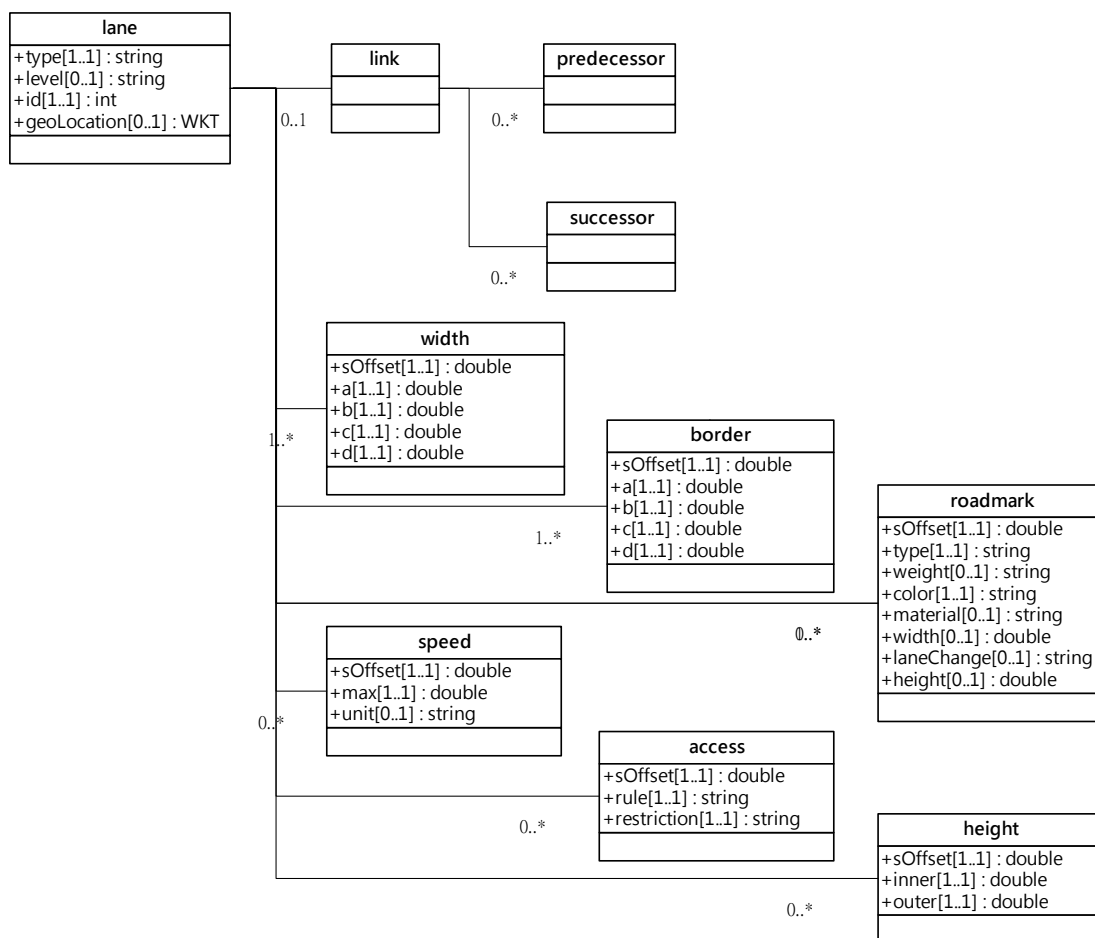 lane
+type[1..1] : string
+level[0..1] : string
+id[1..1] : int
+geoLocation[0..1] : WKT
link
0..1
predecessor
0..*
successor
0..*
width
+sOffset[1..1] : double
+a[1..1] : double
+b[1..1] : double
+c[1..1] : double
+d[1..1] : double
1..*
border
+sOffset[1..1] : double
+a[1..1] : double
+b[1..1] : double
+c[1..1] : double
+d[1..1] : double
1..*
roadmark
+sOffset[1..1] : double
+type[1..1] : string
+weight[0..1] : string
+color[1..1] : string
+material[0..1] : string
+width[0..1] : double
+laneChange[0..1] : string
+height[0..1] : double
0..*
speed
+sOffset[1..1] : double
+max[1..1] : double
+unit[0..1] : string
0..*
access
+sOffset[1..1] : double
+rule[1..1] : string
+restriction[1..1] : string
0..*
height
+sOffset[1..1] : double
+inner[1..1] : double
+outer[1..1] : double
0..*